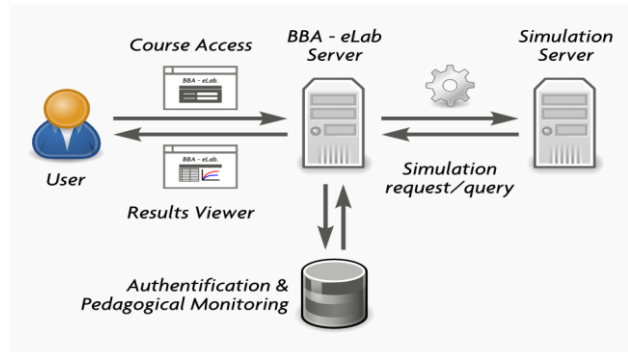 Course Access
BBA - eLab
Server
Simulation
Server
BBA - eLab.
User
BBA - eLab.
Results Viewer
Simulation
request/query
Authentification &
Pedagogical Monitoring